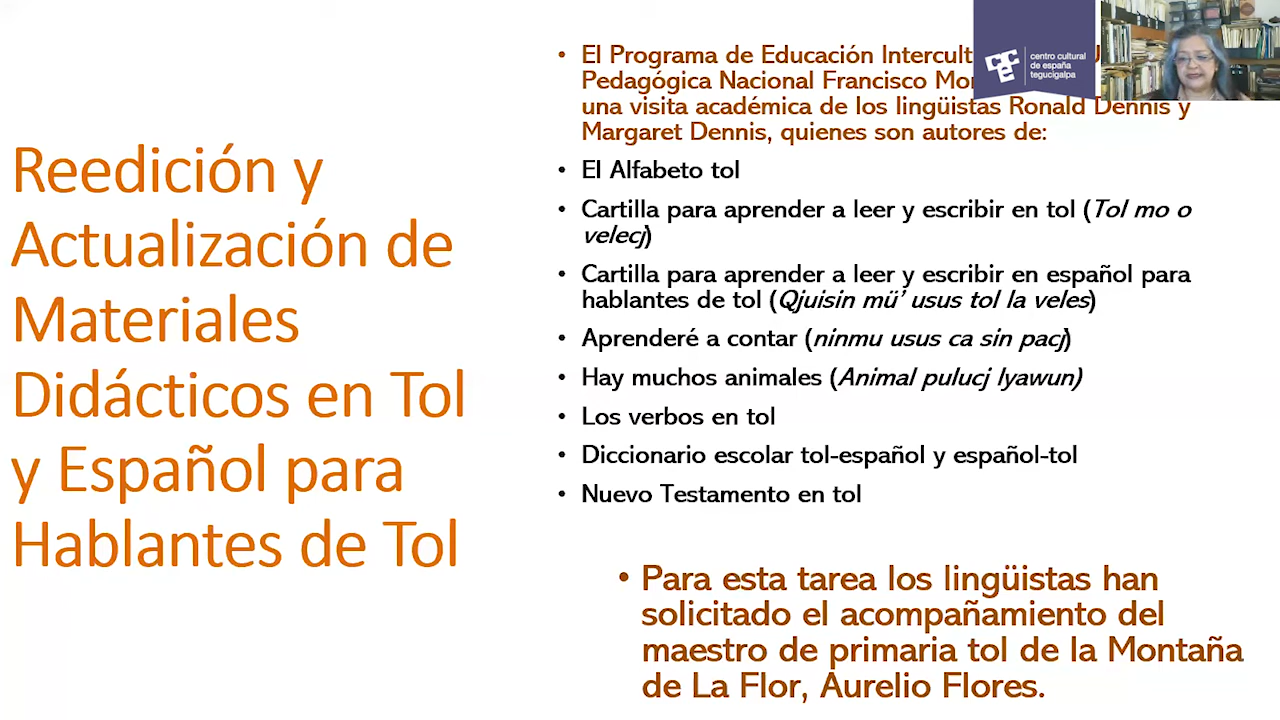 Reedición y
Actualización de
Materiales
Didácticos en Tol
y Español para
Hablantes de Tol
• El Programa de Educación
Pedagógica Nacional Francisco
una visita académica de los lingüistas Ronald Dennis y
Margaret Dennis, quienes son autores de:
• El Alfabeto tol
• Cartilla para aprender a leer y escribir en tol (Tol mo o
velecj)
• Cartilla para aprender a leer y escribir en español para
hablantes de tol (Qjuisin mü’ usus tol la veles)
• Aprenderé a contar (ninmu usus ca sin pacj)
• Hay muchos animales (Animal pulucj lyawun)
• Los verbos en tol
• Diccionario escolar tol-español y español-tol
• Nuevo Testamento en tol
• Para esta tarea los lingüistas han
solicitado el acompañamiento del
maestro de primaria tol de la Montaña
de La Flor, Aurelio Flores.
cce
centro cultural
de españa
tegucigalpa